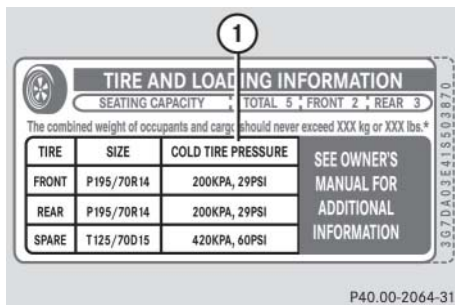 1
TIRE AND LOADING INFORMATION
SEATING CAPACITY TOTAL 5 FRONT 2 REAR 3
The combined weight of occupants and cargo should never exceed XXX kg or XXX lbs.*
TIRE SIZE COLD TIRE PRESSURE
FRONT P195/70R14 200KPA, 29PSI
REAR P195/70R14 200KPA, 29PSI
SPARE T125/70D15 420KPA, 60PSI
SEE OWNER'S
MANUAL FOR
ADDITIONAL
INFORMATION
3G7DA03E41S503870
P40.00-2064-31